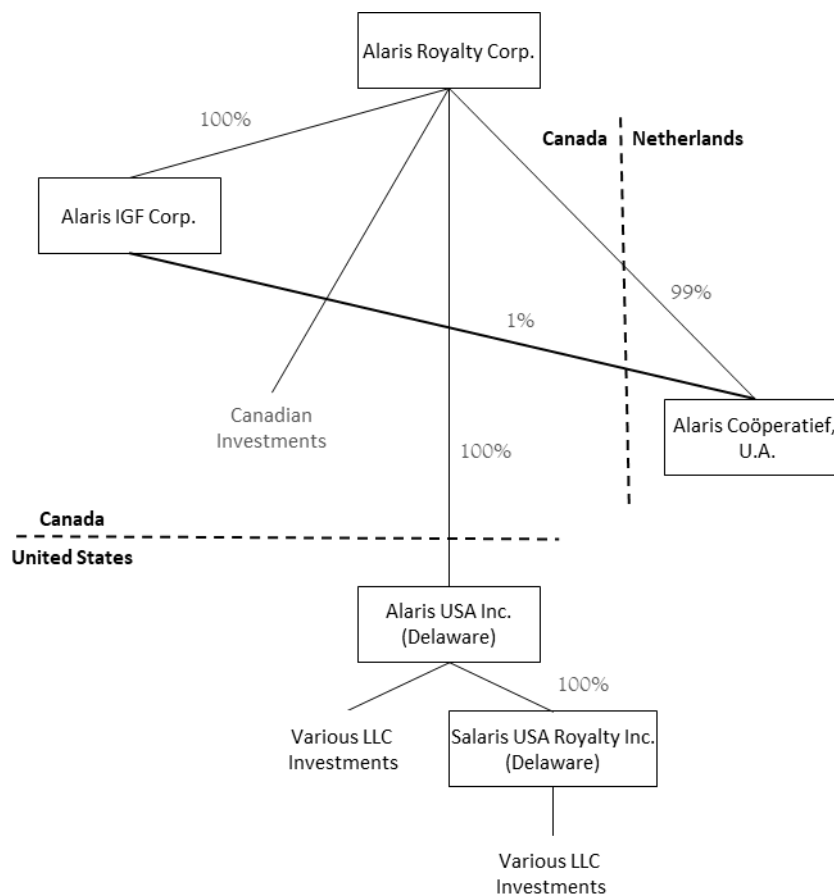 Alaris Royalty Corp.
100%
Canada
Netherlands
Alaris IGF Corp.
99%
1%
Canadian
Investments
Alaris Coöperatief,
U.A.
100%
Canada
United States
Alaris USA Inc.
(Delaware)
100%
Various LLC
Investments
Salaris USA Royalty Inc.
(Delaware)
Various LLC
Investments